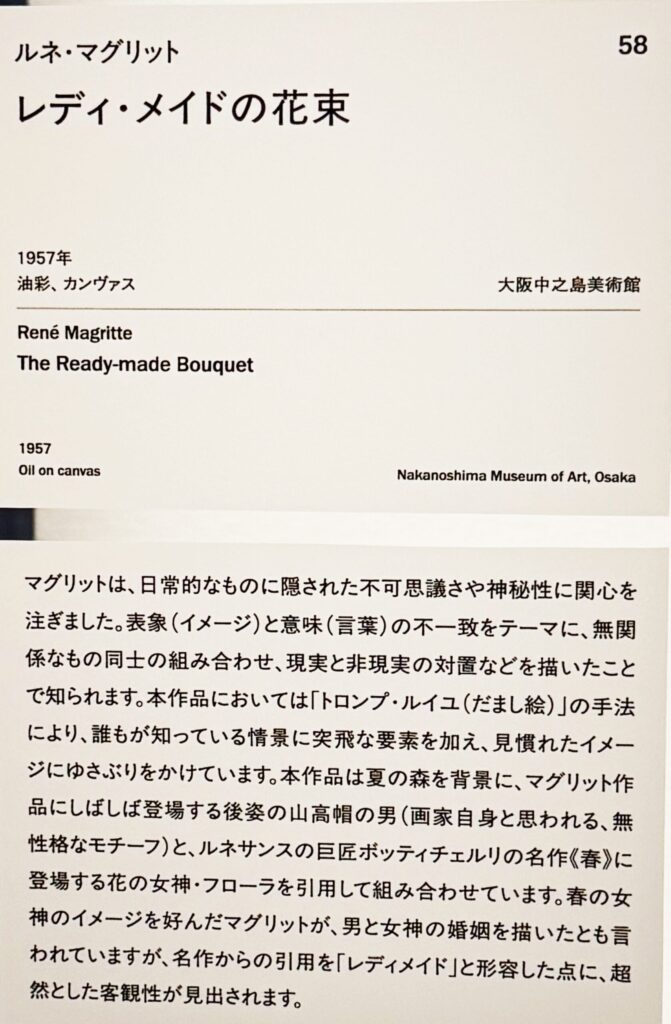 ルネ・マグリット
58
レディ・メイドの花束
1957年
油彩、カンヴァス
大阪中之島美術館
René Magritte
The Ready-made Bouquet
1957
Oil on canvas
Nakanoshima Museum of Art, Osaka
マグリットは、日常的なものに隠された不可思議さや神秘性に関心を
注ぎました。表象(イメージ)と意味(言葉)の不一致をテーマに、無関
係なもの同士の組み合わせ、現実と非現実の対置などを描いたこと
で知られます。本作品においては「トロンプ・ルイユ(だまし絵)」の手法
により、誰もが知っている情景に突飛な要素を加え、見慣れたイメー
ジにゆさぶりをかけています。本作品は夏の森を背景に、マグリット作
品にしばしば登場する後姿の山高帽の男(画家自身と思われる、無
性格なモチーフ)と、ルネサンスの巨匠ボッティチェルリの名作《春》に
登場する花の女神・フローラを引用して組み合わせています。春の女
神のイメージを好んだマグリットが、男と女神の婚姻を描いたとも言
われていますが、名作からの引用を「レディメイド」と形容した点に、超
然とした客観性が見出されます。